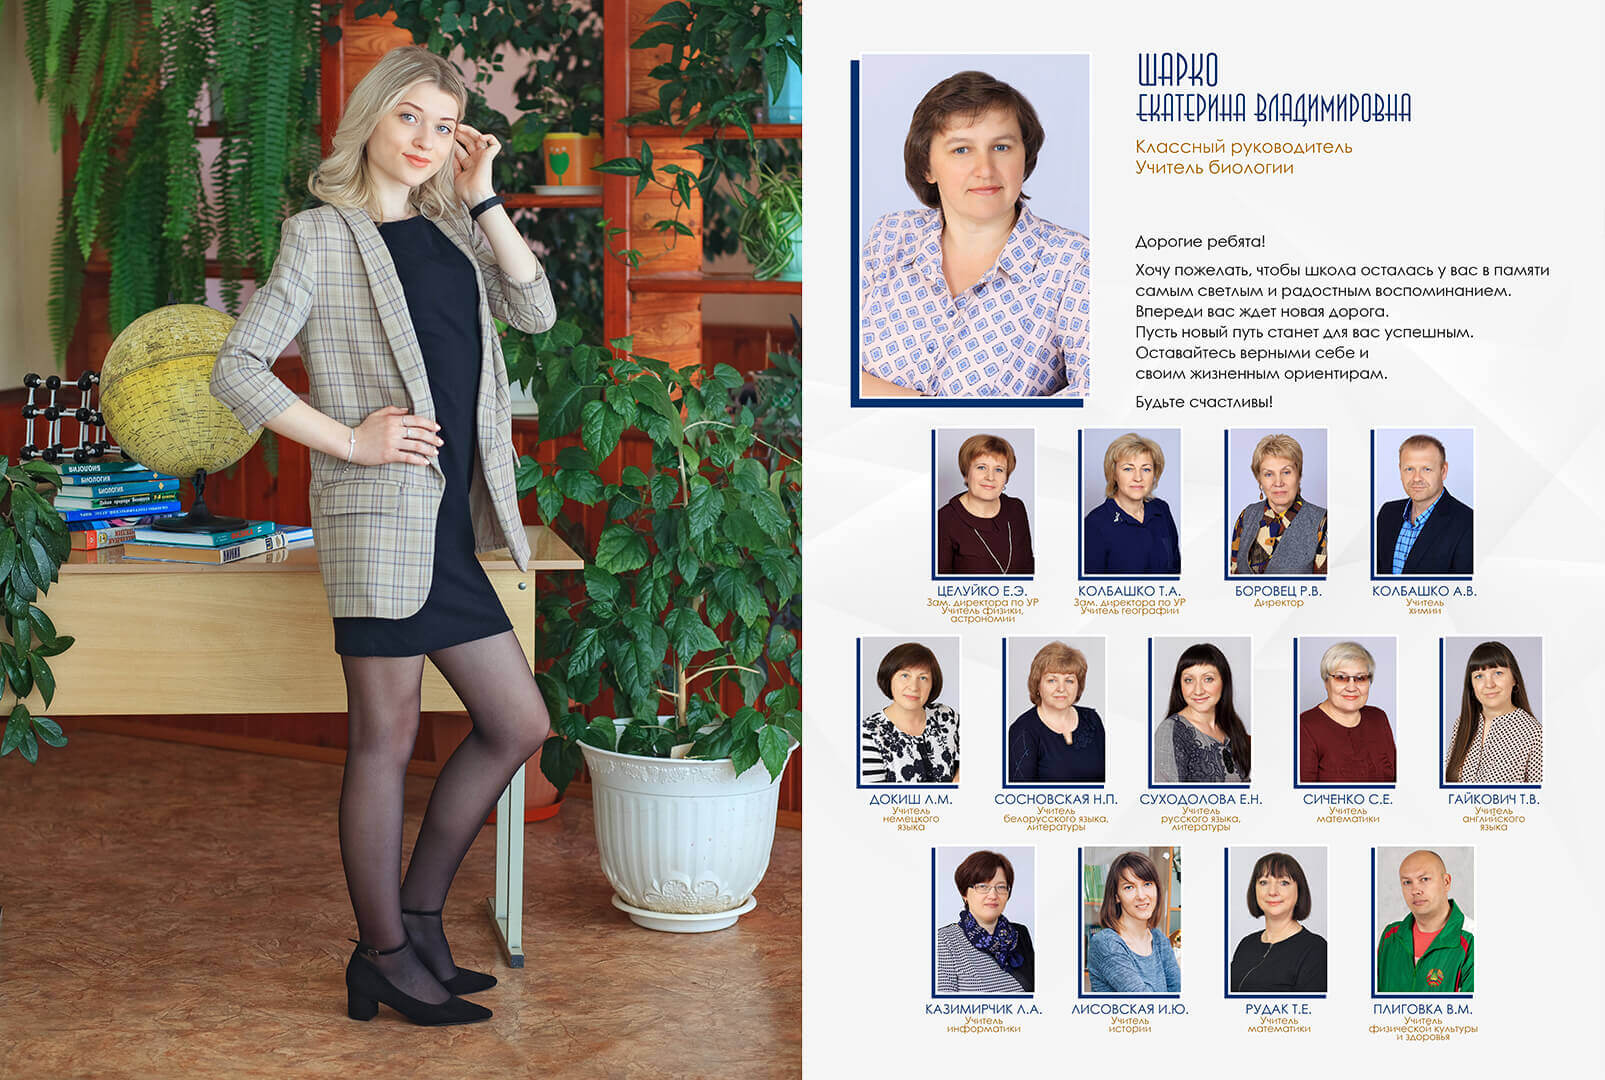 БИОЛОГИЯ
БИОЛОГИЯ
БИОЛОГИЯ
ШАРКО
ЕКАТЕРИНА ВЛАДИМИРОВНА
Классный руководитель
Учитель биологии
Дорогие ребята!
Хочу пожелать, чтобы школа осталась у вас в памяти
самым светлым и радостным воспоминанием.
Впереди вас ждет новая дорога.
Пусть новый путь станет для вас успешным.
Оставайтесь верными себе и
своим жизненным ориентирам.
Будьте счастливы!
ЦЕЛУЙКО Е.Э.
Зам. директора по УР
Учитель физики,
астрономии
КОЛБАШКО Т.А.
Зам. директора по УР
Учитель географии
БОРОВЕЦ Р.В.
Директор
КОЛБАШКО А.В.
Учитель
химии
ДОКИШ Л.М.
Учитель
немецкого
языка
СОСНОВСКАЯ Н.П.
Учитель
белорусского языка,
литературы
СУХОДОЛОВА Е.Н.
Учитель
русского языка,
литературы
СИЧЕНКО С.Е.
Учитель
математики
ГАЙКОВИЧ Т.В.
Учитель
английского
языка
КАЗИМИРЧИК Л.А.
Учитель
информатики
ЛИСОВСКАЯ И.Ю.
Учитель
истории
РУДАК Т.Е.
Учитель
математики
ПЛИГОВКА В.М.
Учитель
физической культуры
и здоровья